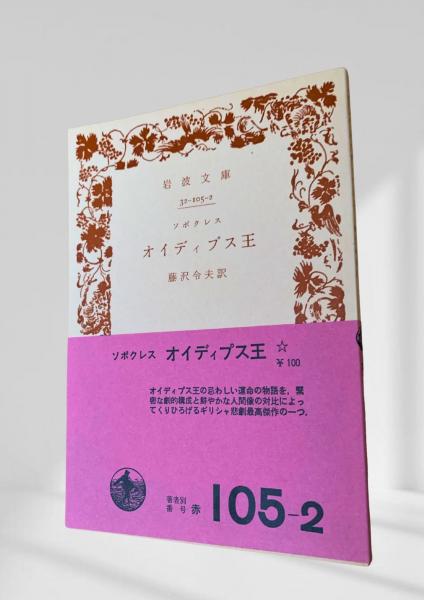 岩波文庫
32-105-2
ソポクレス
オイディプス王
藤沢令夫訳
ソポクレス オイディプス王 ☆
￥100
オイディプス王の忌わしい運命の物語を，緊
密な劇的構成と鮮やかな人間像の対比によっ
てくりひろげるギリシャ悲劇最高傑作の一つ．
著者別
番号 赤 105-2